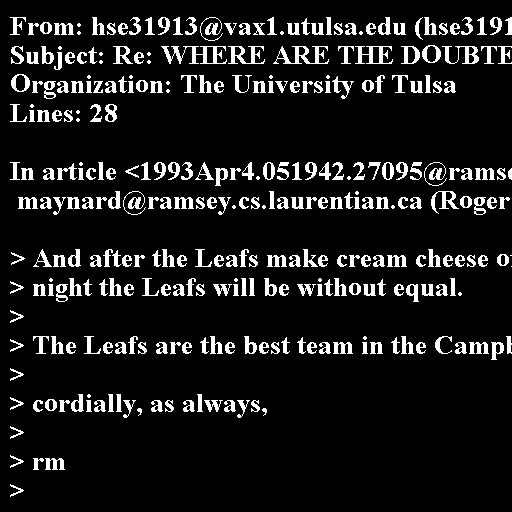 From: hse31913@vax1.utulsa.edu (hse3191
Subject: Re: WHERE ARE THE DOUBTE
Organization: The University of Tulsa
Lines: 28

In article <1993Apr4.051942.27095@rams
maynard@ramsey.cs.laurentian.ca (Roger

> And after the Leafs make cream cheese o
> night the Leafs will be without equal.
>
> The Leafs are the best team in the Campb
>
> cordially, as always,
>
> rm
>